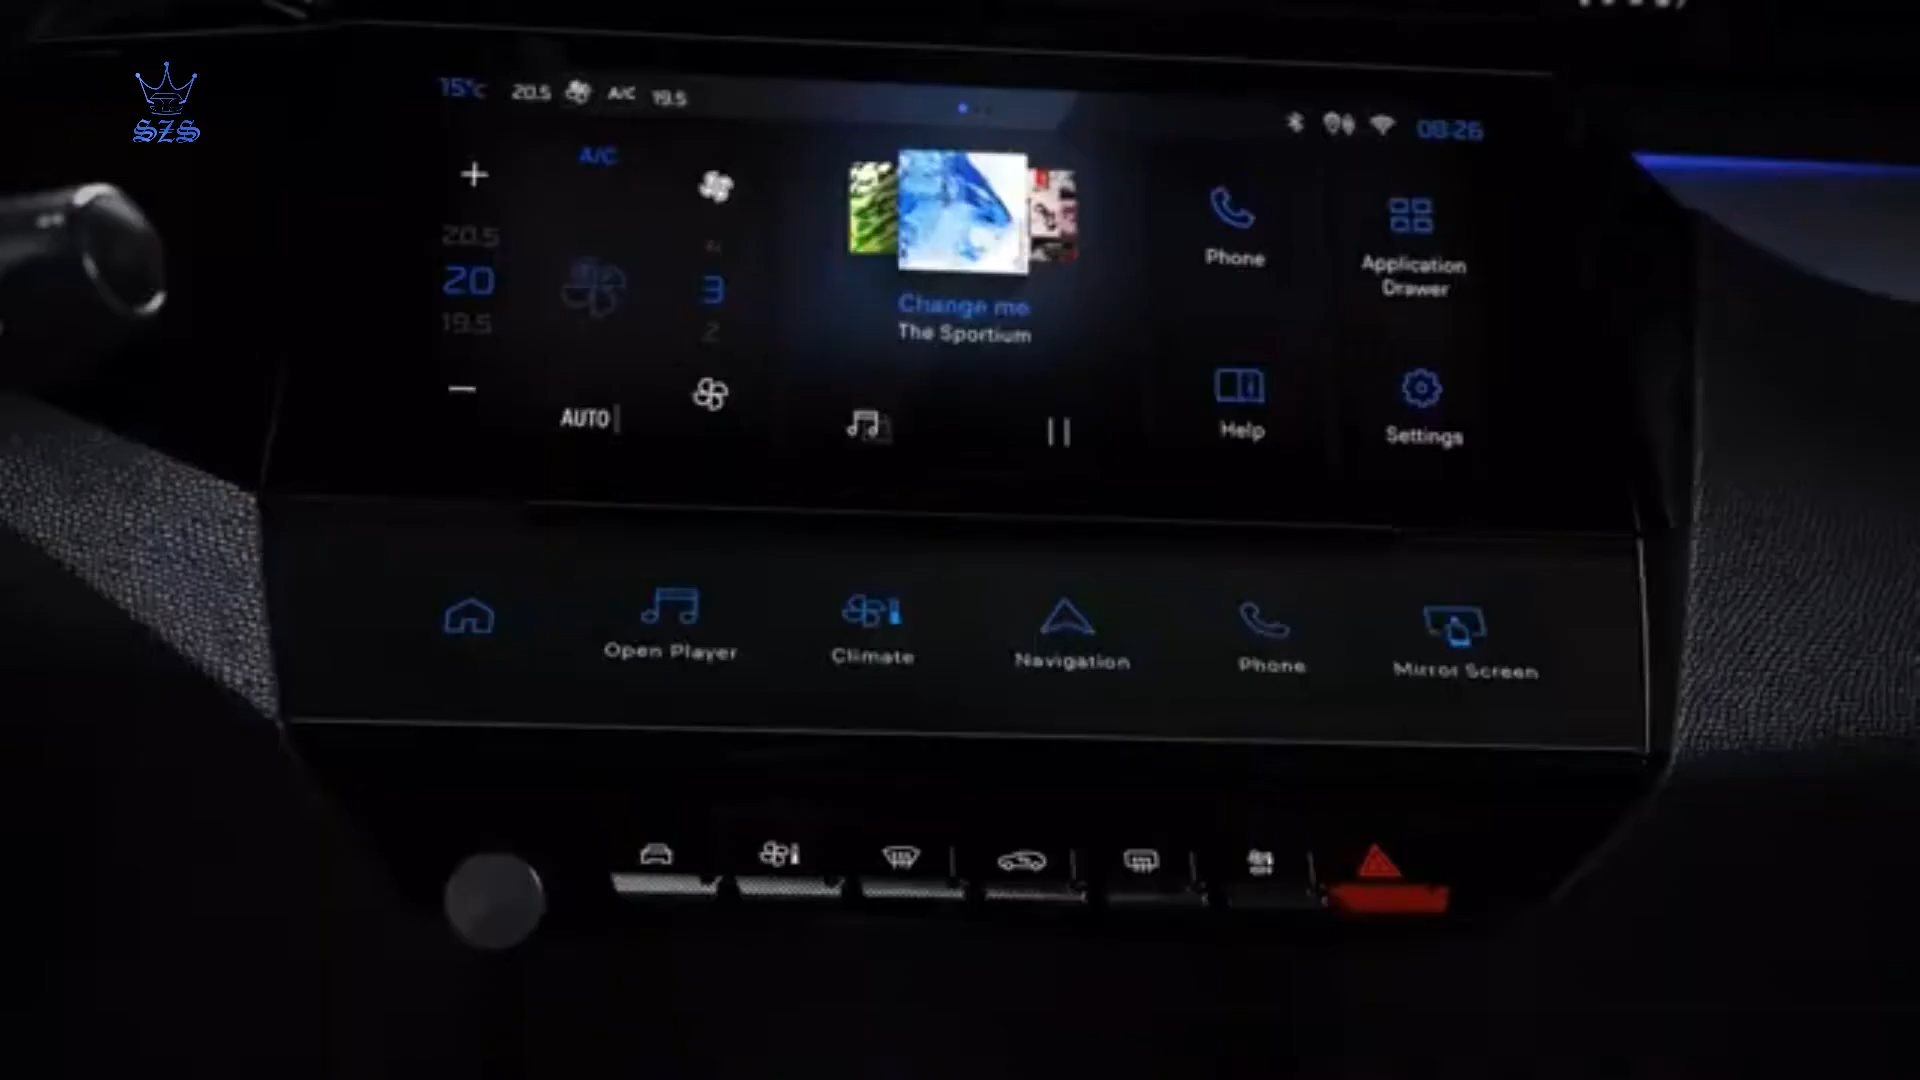 15°C 20.5 A/C 19.5
08:26
SZS
A/C
20.5
20
19.5
3
2
AUTO
Change me
The Sportium
Phone
Application
Drawer
Help
Settings
Open Player
Climate
Navigation
Phone
Mirror Screen